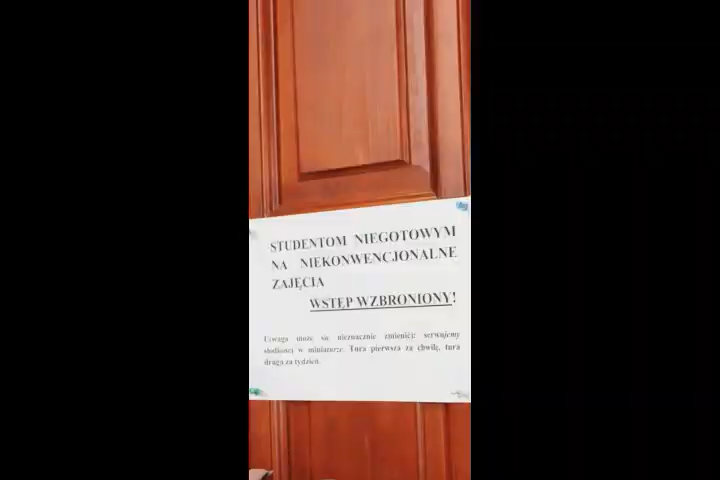 STUDENTOM NIEGOTOWYM
NA NIEKONWENCJONALNE
ZAJĘCIA
WSTĘP WZBRONIONY!
Uwaga może się nieznacznie zmienić): serwujemy
słodkości w miniaturze. Tura pierwsza za chwilę, tura
druga za tydzień.